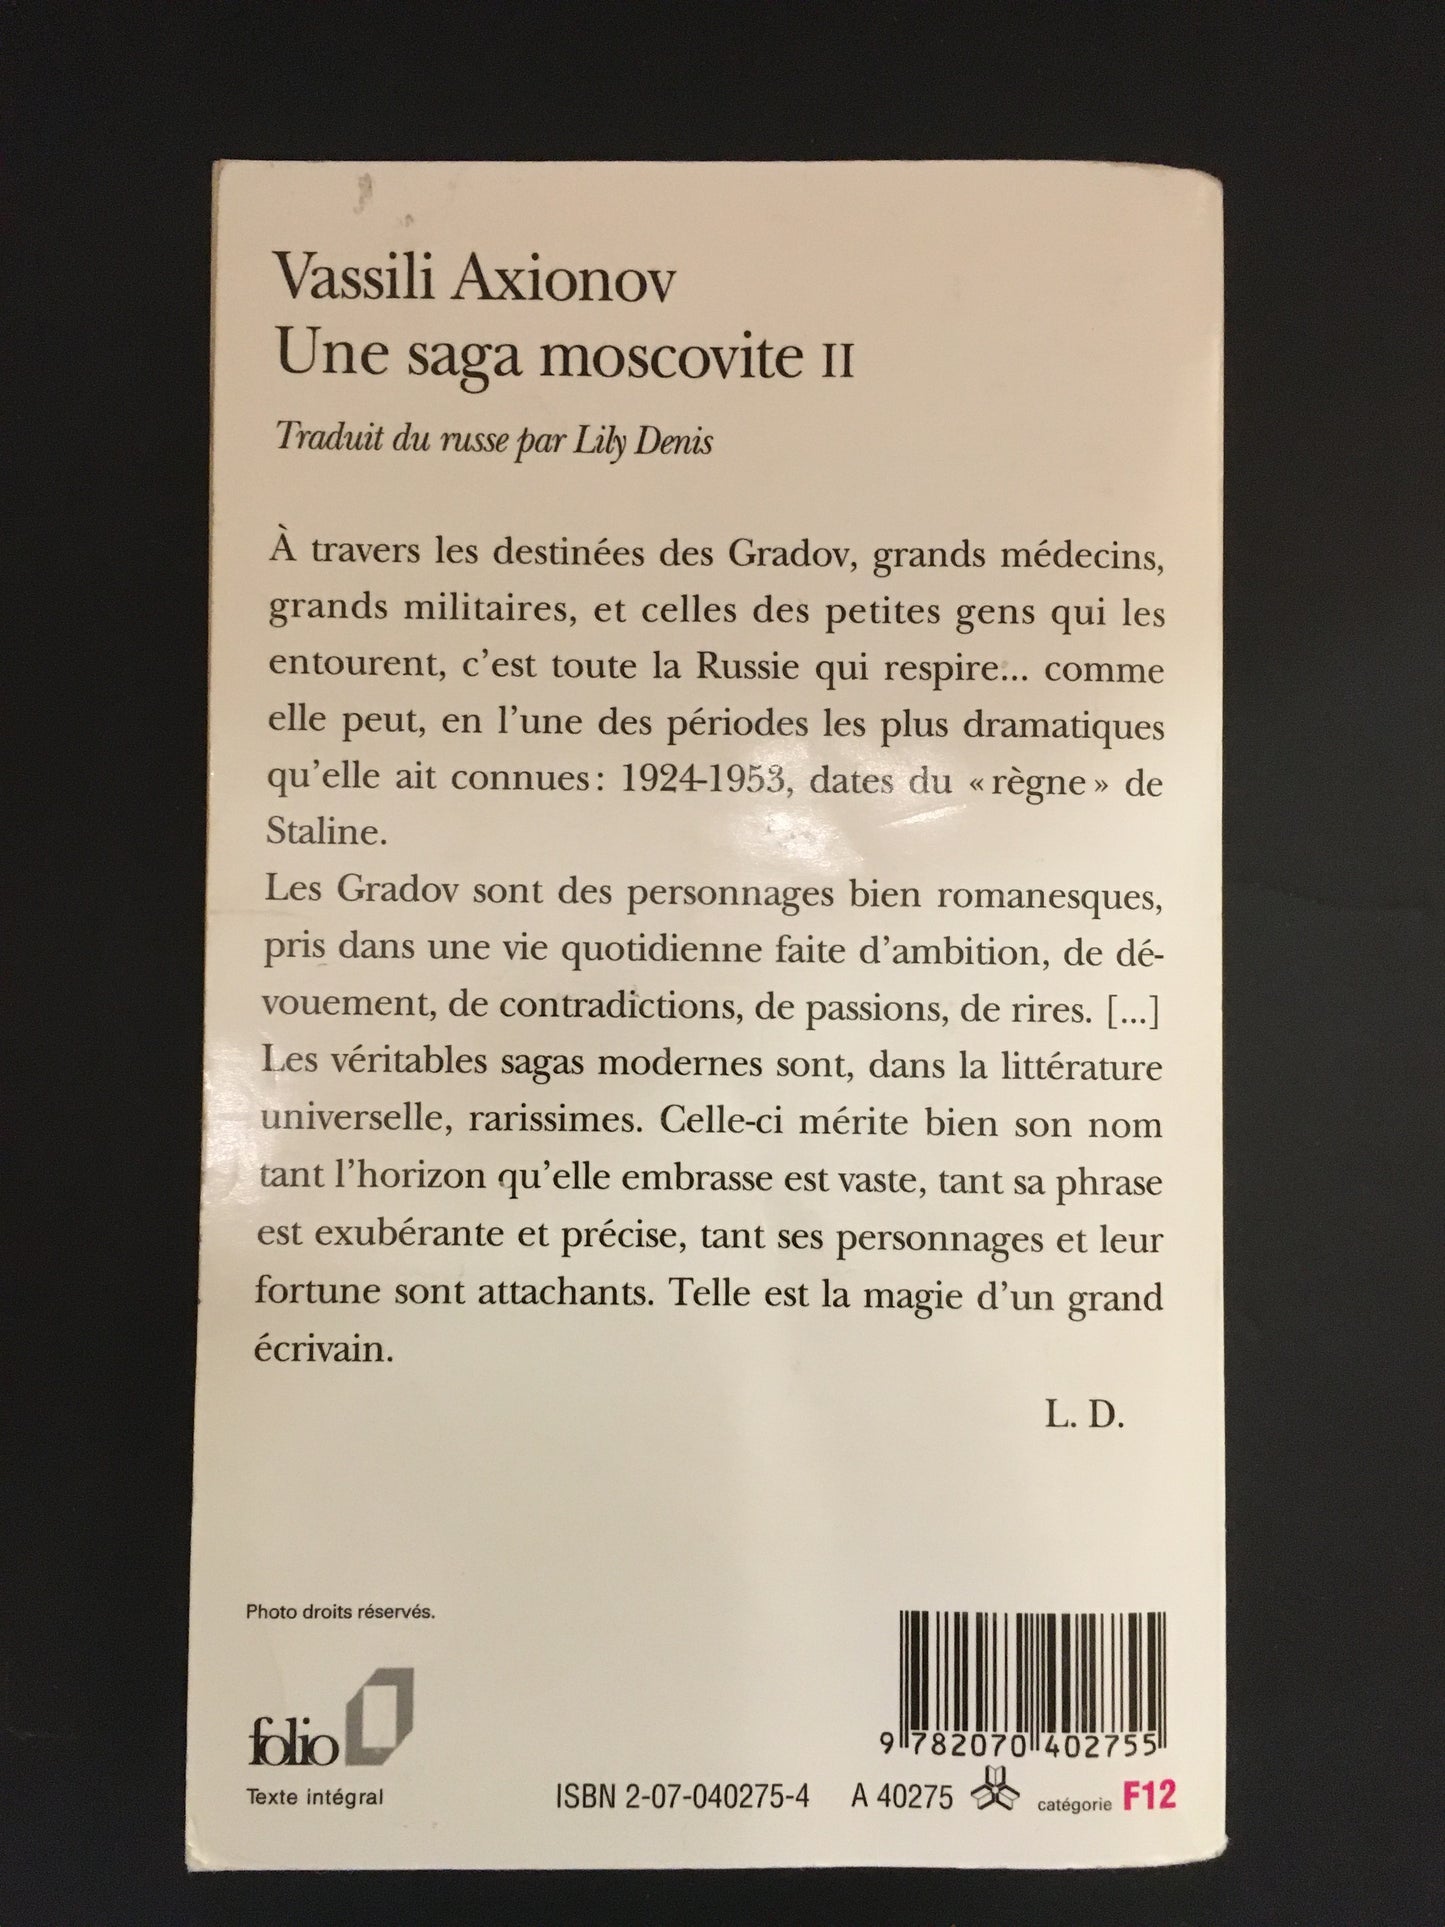 Vassili Axionov
Une saga moscovite II
Traduit du russe par Lily Denis
À travers les destinées des Gradov, grands médecins,
grands militaires, et celles des petites gens qui les
entourent, c'est toute la Russie qui respire... comme
elle peut, en l'une des périodes les plus dramatiques
qu'elle ait connues : 1924-1953, dates du « règne » de
Staline.
Les Gradov sont des personnages bien romanesques,
pris dans une vie quotidienne faite d'ambition, de dé-
vouement, de contradictions, de passions, de rires. [...]
Les véritables sagas modernes sont, dans la littérature
universelle, rarissimes. Celle-ci mérite bien son nom
tant l'horizon qu'elle embrasse est vaste, tant sa phrase
est exubérante et précise, tant ses personnages et leur
fortune sont attachants. Telle est la magie d'un grand
écrivain.
L. D.
Photo droits réservés.
folio
Texte intégral
9 782070 402755
ISBN 2-07-040275-4 A 40275 catégorie F12